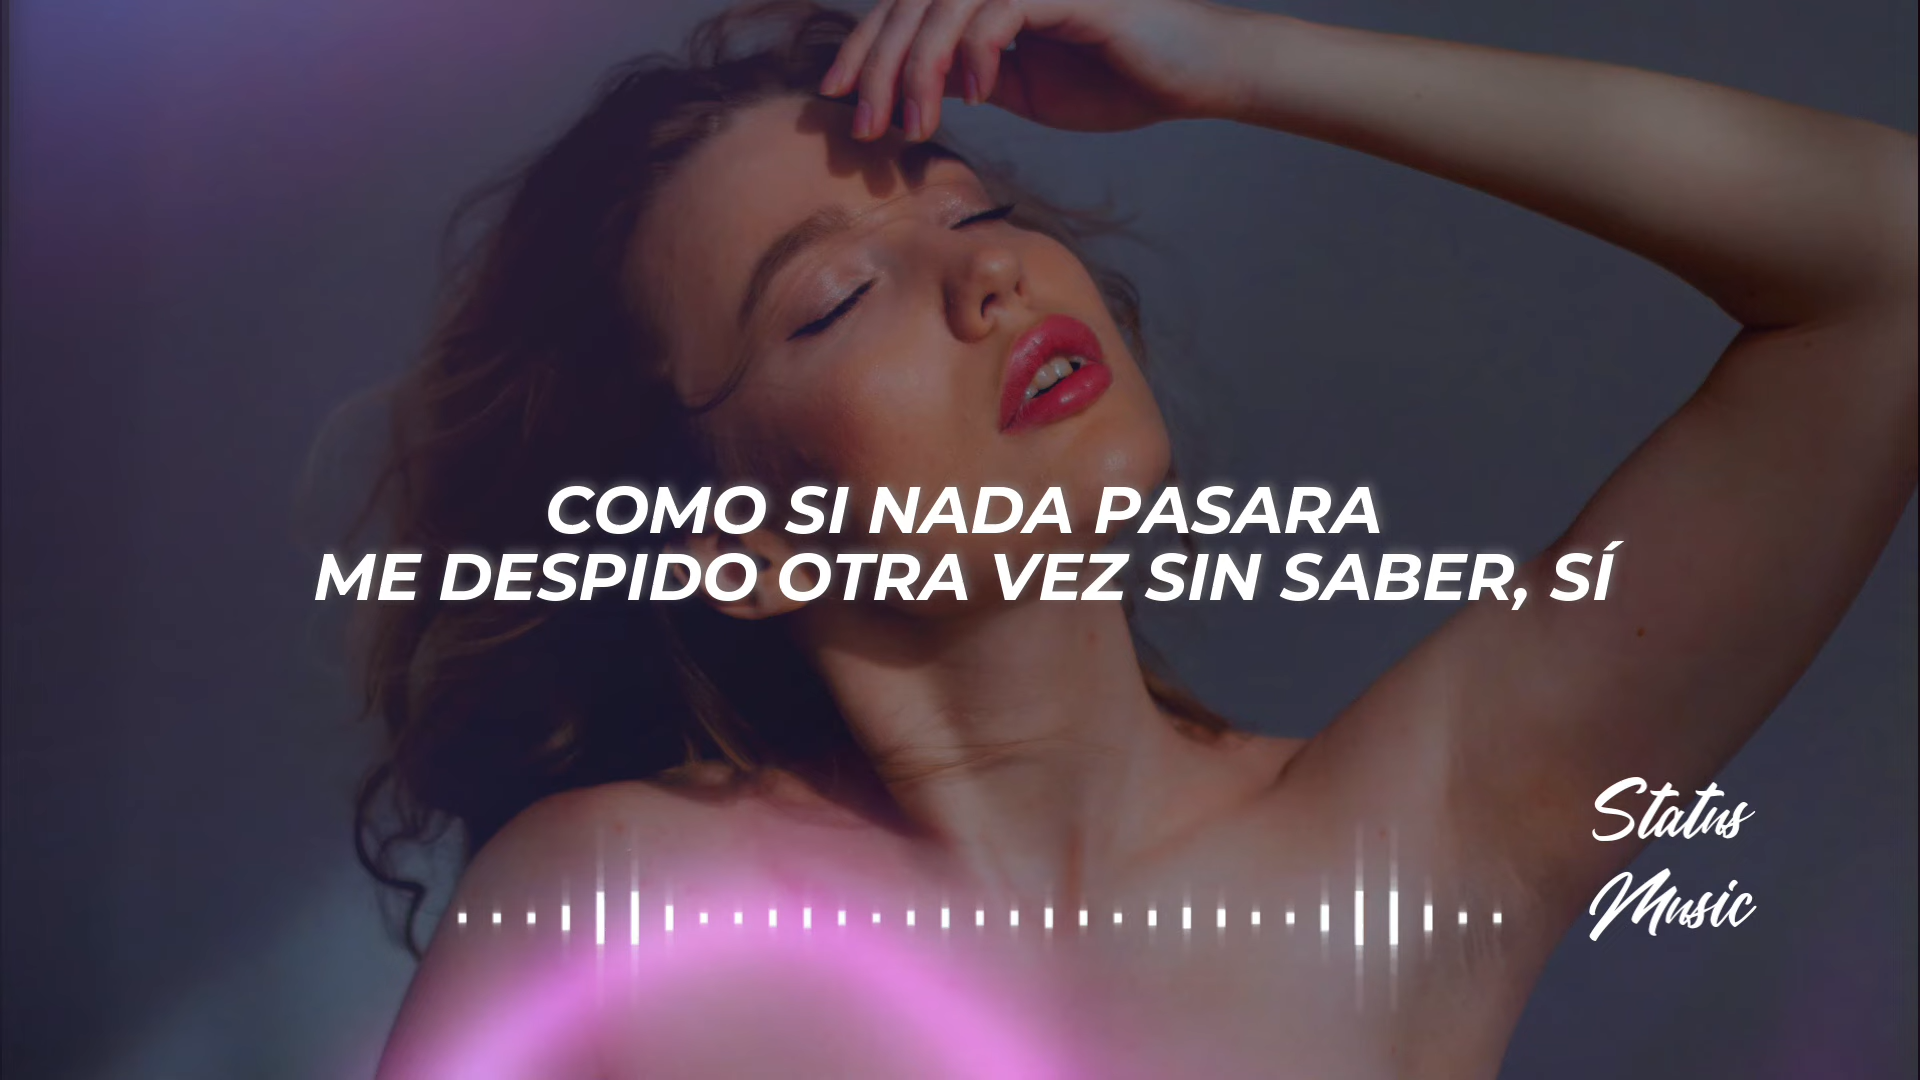 COMO SI NADA PASARA
ME DESPIDO OTRA VEZ SIN SABER, SÍ
Status
Music